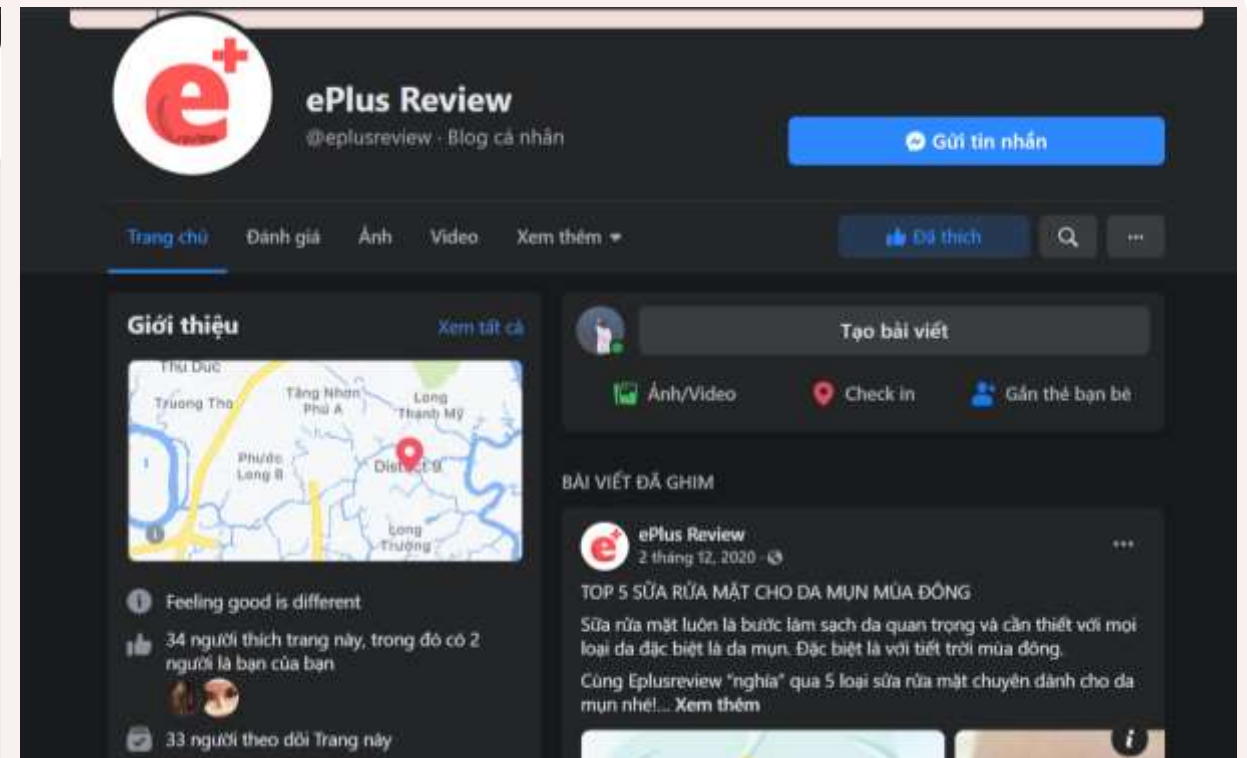 e+
review
ePlus Review
@eplusreview · Blog cá nhân
Gửi tin nhắn
Trang chủ
Đánh giá
Ảnh
Video
Xem thêm
Đã thích
Giới thiệu
Xem tất cả
Thu Duc
Truong Tho
Tăng Nhơn
Phú A
Long
Thanh Mỹ
Phước
Long B
District 9
Long
Trường
Feeling good is different
34 người thích trang này, trong đó có 2
người là bạn của bạn
33 người theo dõi Trang này
Tạo bài viết
Ảnh/Video
Check in
Gắn thẻ bạn bè
BÀI VIẾT ĐÃ GHIM
e+
ePlus Review
2 tháng 12, 2020 ·
TOP 5 SỮA RỬA MẶT CHO DA MỤN MÙA ĐÔNG
Sữa rửa mặt luôn là bước làm sạch da quan trọng và cần thiết với mọi
loại da đặc biệt là da mụn. Đặc biệt là với tiết trời mùa đông.
Cùng Eplusreview "nghía" qua 5 loại sữa rửa mặt chuyên dành cho da
mụn nhé!... Xem thêm